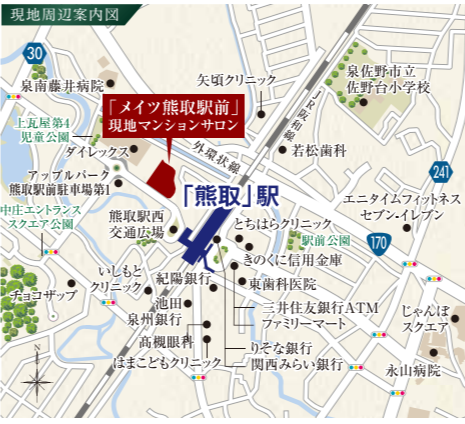 現地周辺案内図
30
泉南藤井病院
矢頃クリニック
泉佐野市立
佐野台小学校
JR阪和線
「メイツ熊取駅前」
現地マンションサロン
上瓦屋第4
児童公園
ダイレックス
外環状線
若松歯科
241
アップルパーク
熊取駅前駐車場第1
「熊取」駅
エニタイムフィットネス
セブン-イレブン
中庄エントランス
スクエア公園
熊取駅西
交通広場
とちはらクリニック
駅前公園
170
きのくに信用金庫
いしもと
クリニック
紀陽銀行
東歯科医院
チョコザップ
池田
泉州銀行
三井住友銀行ATM
ファミリーマート
じゃんぼ
スクエア
高槻眼科
はまこどもクリニック
りそな銀行
関西みらい銀行
永山病院